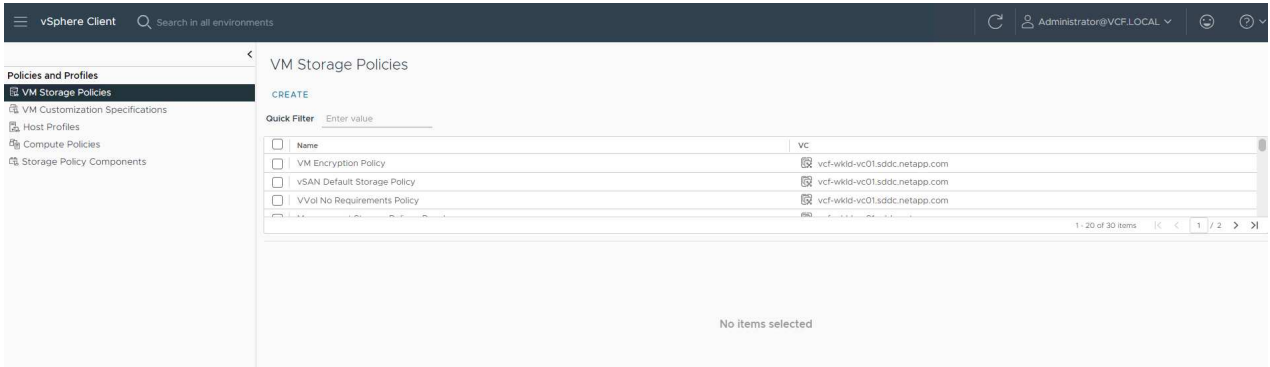 vSphere Client Search in all environments Administrator@VCF.LOCAL
Policies and Profiles
VM Storage Policies
VM Customization Specifications
Host Profiles
Compute Policies
Storage Policy Components
VM Storage Policies
CREATE
Quick Filter Enter value
Name VC
VM Encryption Policy vcf-wkld-vc01.sddc.netapp.com
vSAN Default Storage Policy vcf-wkld-vc01.sddc.netapp.com
VVol No Requirements Policy vcf-wkld-vc01.sddc.netapp.com
1 - 20 of 30 items 1 / 2
No items selected